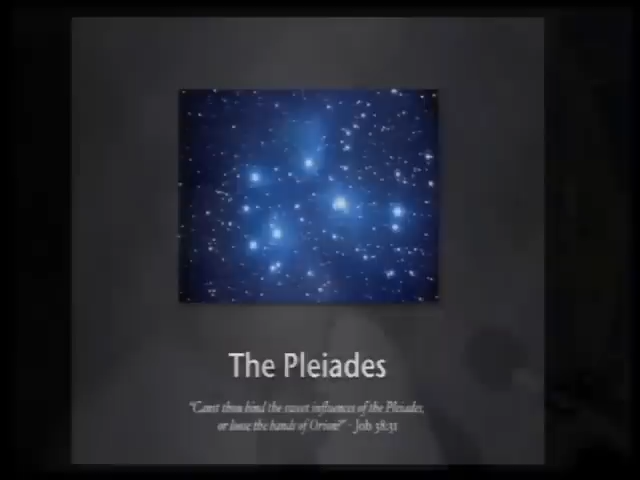 The Pleiades
"Canst thou bind the sweet influences of the Pleiades,
or loose the bands of Orion?" - Job 38:31